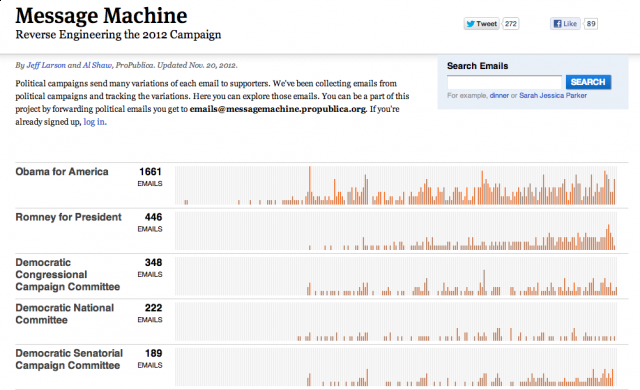 Message Machine
Reverse Engineering the 2012 Campaign
Tweet 272
Like 89
By Jeff Larson and Al Shaw, ProPublica. Updated Nov. 20, 2012.
Political campaigns send many variations of each email to supporters. We've been collecting emails from
political campaigns and tracking the variations. Here you can explore those emails. You can be a part of this
project by forwarding political emails you get to emails@messagemachine.propublica.org. If you're
already signed up, log in.
Search Emails
SEARCH
For example, dinner or Sarah Jessica Parker
Obama for America 1661
EMAILS
Romney for President 446
EMAILS
Democratic 348
Congressional EMAILS
Campaign Committee
Democratic National 222
Committee EMAILS
Democratic Senatorial 189
Campaign Committee EMAILS